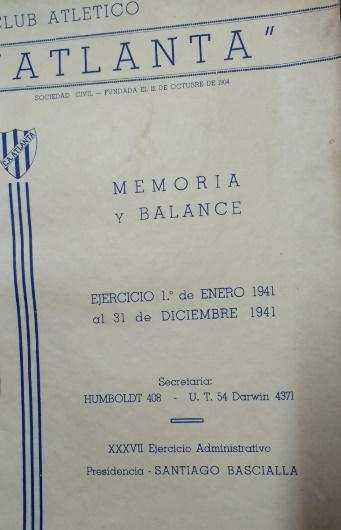 CLUB ATLETICO
"ATLANTA"
SOCIEDAD CIVIL — FUNDADA EL 12 DE OCTUBRE DE 1904
C.A. ATLANTA
MEMORIA
Y BALANCE
EJERCICIO 1.º de ENERO 1941
al 31 de DICIEMBRE 1941
Secretaria:
HUMBOLDT 408 - U. T. 54 Darwin 4371
XXXVII Ejercicio Administrativo
Presidencia - SANTIAGO BASCIALLA